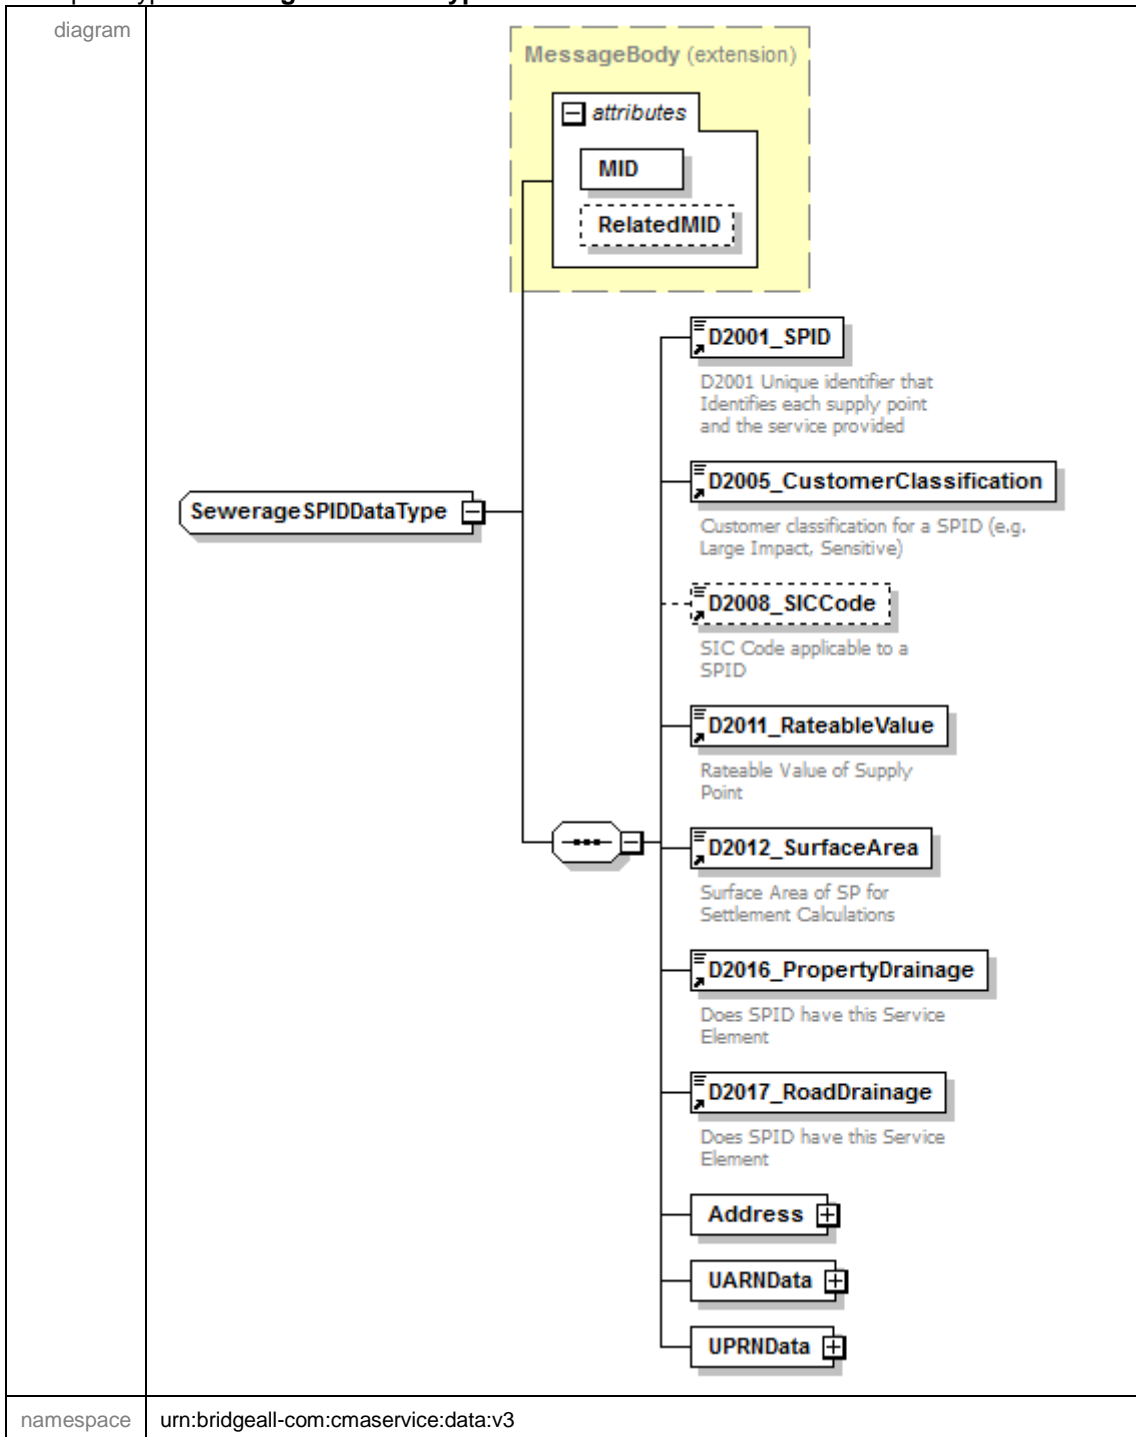 diagram
MessageBody (extension)
attributes
MID
RelatedMID
D2001_SPID
D2001 Unique identifier that
Identifies each supply point
and the service provided
SewerageSPIDDataType
D2005_CustomerClassification
Customer classification for a SPID (e.g.
Large Impact, Sensitive)
D2008_SICCode
SIC Code applicable to a
SPID
D2011_RateableValue
Rateable Value of Supply
Point
D2012_SurfaceArea
Surface Area of SP for
Settlement Calculations
D2016_PropertyDrainage
Does SPID have this Service
Element
D2017_RoadDrainage
Does SPID have this Service
Element
Address
UARNData
UPRNData
namespace urn:bridgeall-com:cmaservice:data:v3